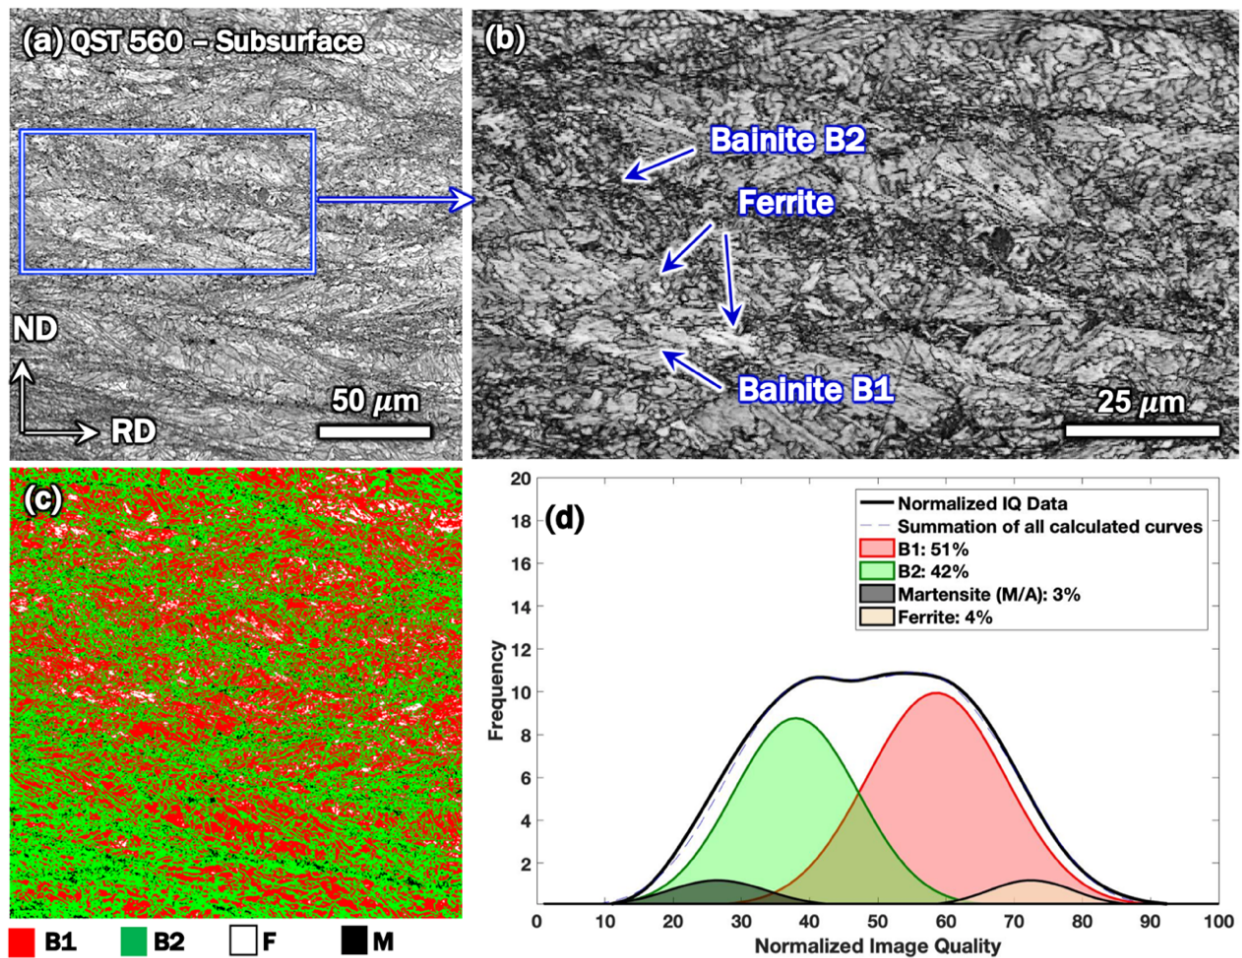 (a) QST 560 – Subsurface
ND
RD
50 μm
(b)
Bainite B2
Ferrite
Bainite B1
25 μm
(c)
B1
B2
F
M
(d)
Normalized IQ Data
Summation of all calculated curves
B1: 51%
B2: 42%
Martensite (M/A): 3%
Ferrite: 4%
Frequency
20
18
16
14
12
10
8
6
4
2
0 10 20 30 40 50 60 70 80 90 100
Normalized Image Quality